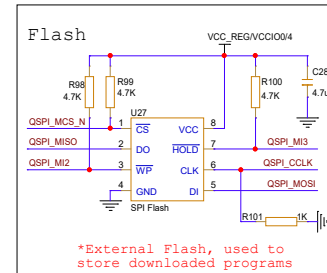 Flash
VCC_REG/VCCIO0/4
R98
4.7K
R99
4.7K
R100
4.7K
C28
4.7u
U27
QSPI_MCS_N
1
CS
VCC
8
QSPI_MISO
2
DO
HOLD
7
QSPI_MI3
QSPI_MI2
3
WP
CLK
6
QSPI_CCLK
4
GND
DI
5
QSPI_MOSI
SPI Flash
R101
1K
*External Flash, used to
store downloaded programs